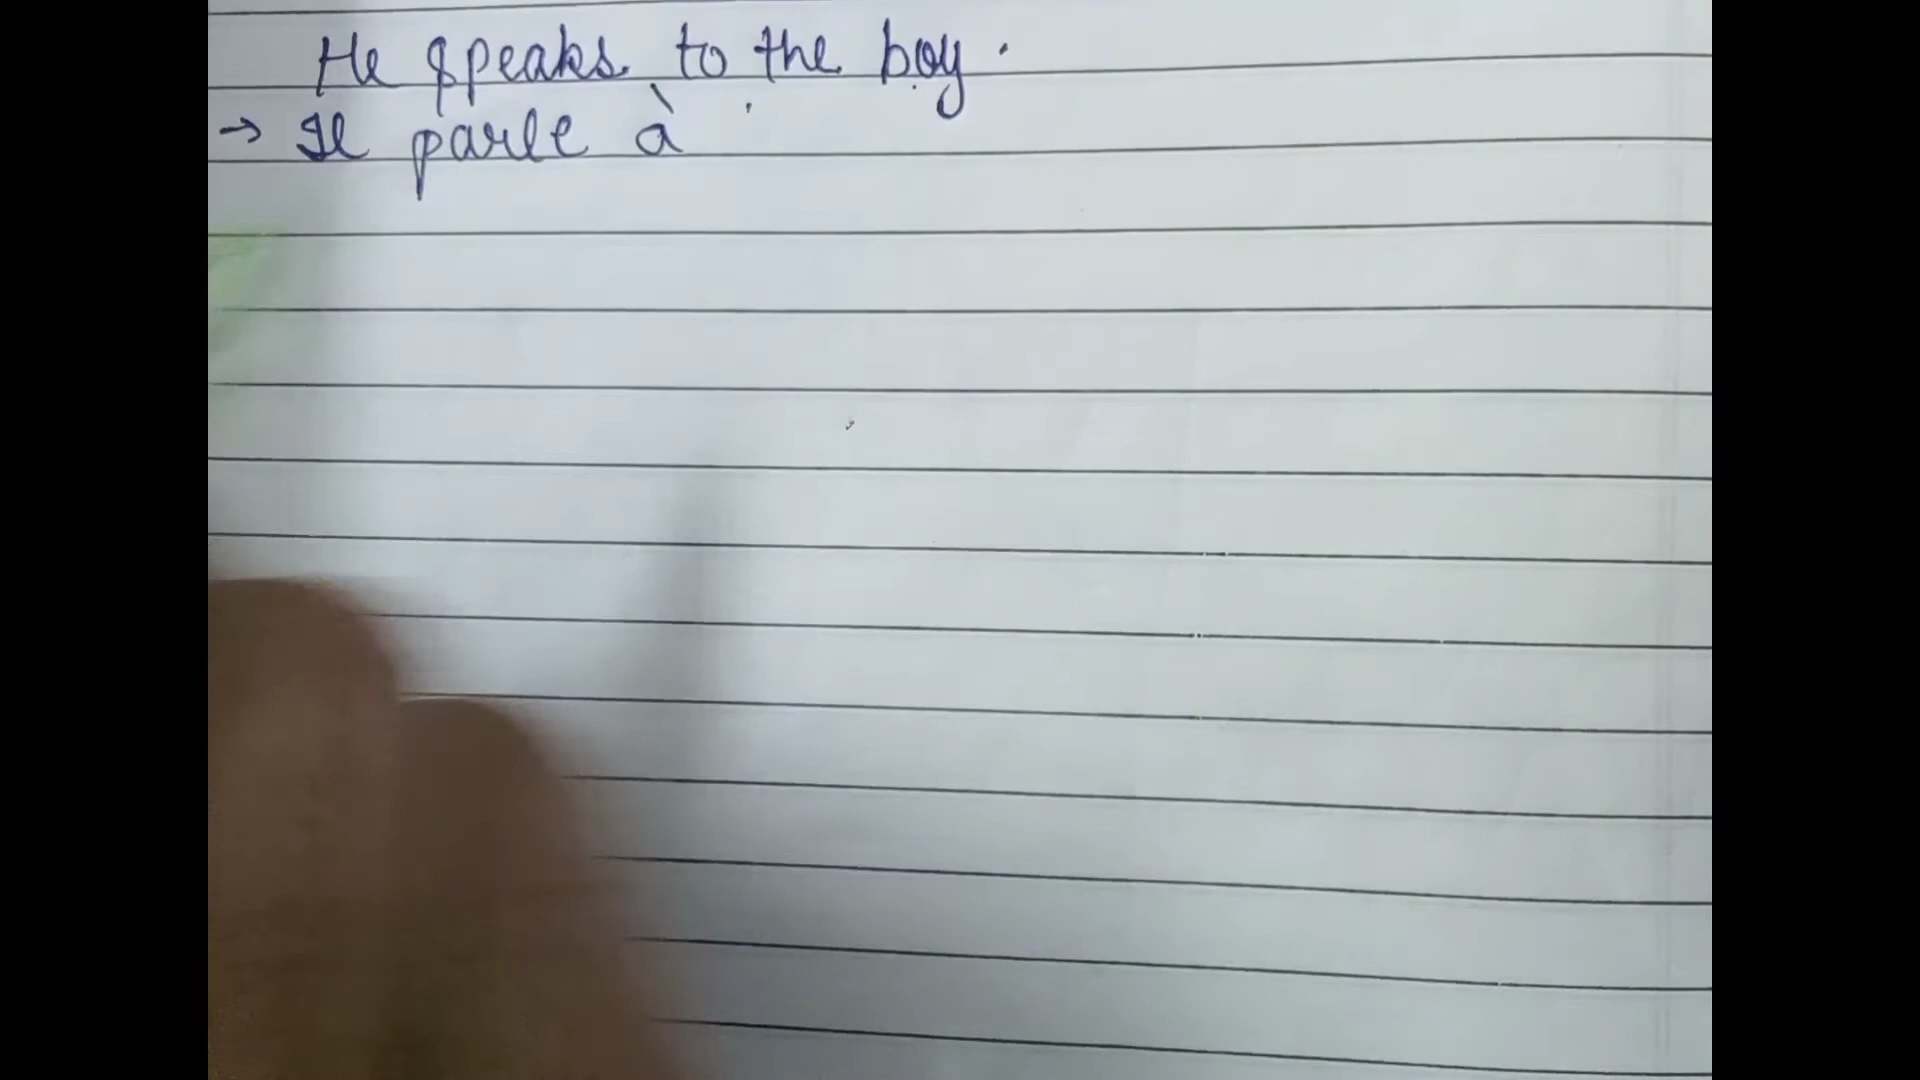 He speaks to the boy.
→ Il parle à